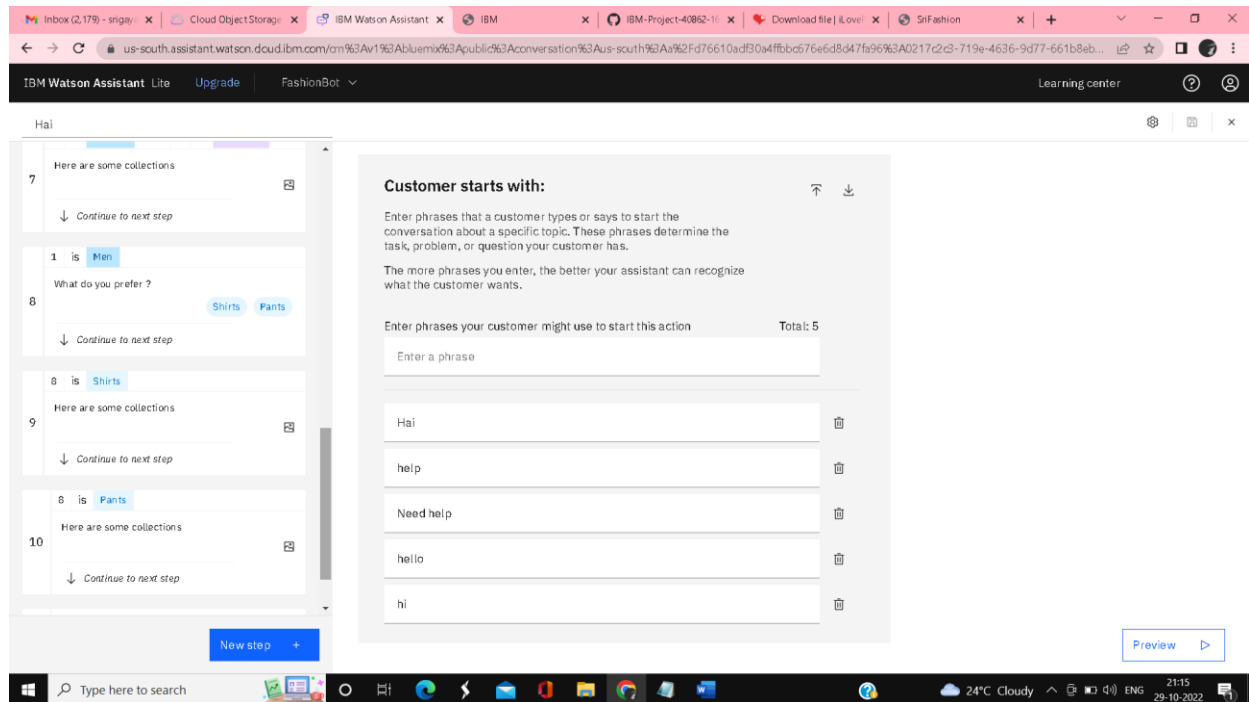 Inbox (2,179) - srigay
Cloud Object Storage
IBM Watson Assistant
IBM
IBM-Project-40862-16
Download file | iLovel
SriFashion
us-south.assistant.watson.cloud.ibm.com/crn%3Av1%3Abluemix%3Apublic%3Aconversation%3Aus-south%3Aa%2Fd76610adf30a4ffbbc676e6d8d47fa96%3A0217c2c3-719e-4636-9d77-661b8eb...
IBM Watson Assistant Lite Upgrade FashionBot Learning center
Hai
7
Here are some collections
Continue to next step
1 is Men
8
What do you prefer ?
Shirts Pants
Continue to next step
8 is Shirts
9
Here are some collections
Continue to next step
8 is Pants
10
Here are some collections
Continue to next step
New step +
Customer starts with:
Enter phrases that a customer types or says to start the
conversation about a specific topic. These phrases determine the
task, problem, or question your customer has.
The more phrases you enter, the better your assistant can recognize
what the customer wants.
Enter phrases your customer might use to start this action Total: 5
Enter a phrase
Hai
help
Need help
hello
hi
Preview
Type here to search
24°C Cloudy
ENG
21:15
29-10-2022